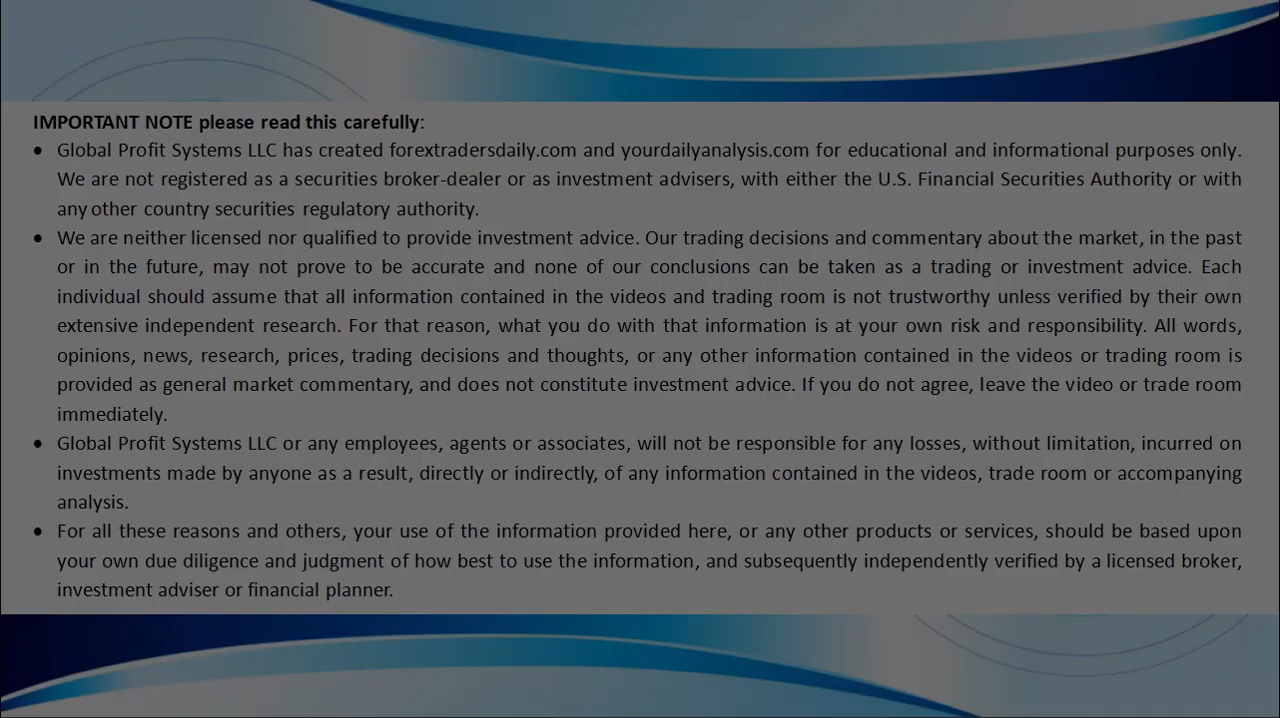 IMPORTANT NOTE please read this carefully:
• Global Profit Systems LLC has created forextradersdaily.com and yourdailyanalysis.com for educational and informational purposes only.
We are not registered as a securities broker-dealer or as investment advisers, with either the U.S. Financial Securities Authority or with
any other country securities regulatory authority.
• We are neither licensed nor qualified to provide investment advice. Our trading decisions and commentary about the market, in the past
or in the future, may not prove to be accurate and none of our conclusions can be taken as a trading or investment advice. Each
individual should assume that all information contained in the videos and trading room is not trustworthy unless verified by their own
extensive independent research. For that reason, what you do with that information is at your own risk and responsibility. All words,
opinions, news, research, prices, trading decisions and thoughts, or any other information contained in the videos or trading room is
provided as general market commentary, and does not constitute investment advice. If you do not agree, leave the video or trade room
immediately.
• Global Profit Systems LLC or any employees, agents or associates, will not be responsible for any losses, without limitation, incurred on
investments made by anyone as a result, directly or indirectly, of any information contained in the videos, trade room or accompanying
analysis.
• For all these reasons and others, your use of the information provided here, or any other products or services, should be based upon
your own due diligence and judgment of how best to use the information, and subsequently independently verified by a licensed broker,
investment adviser or financial planner.